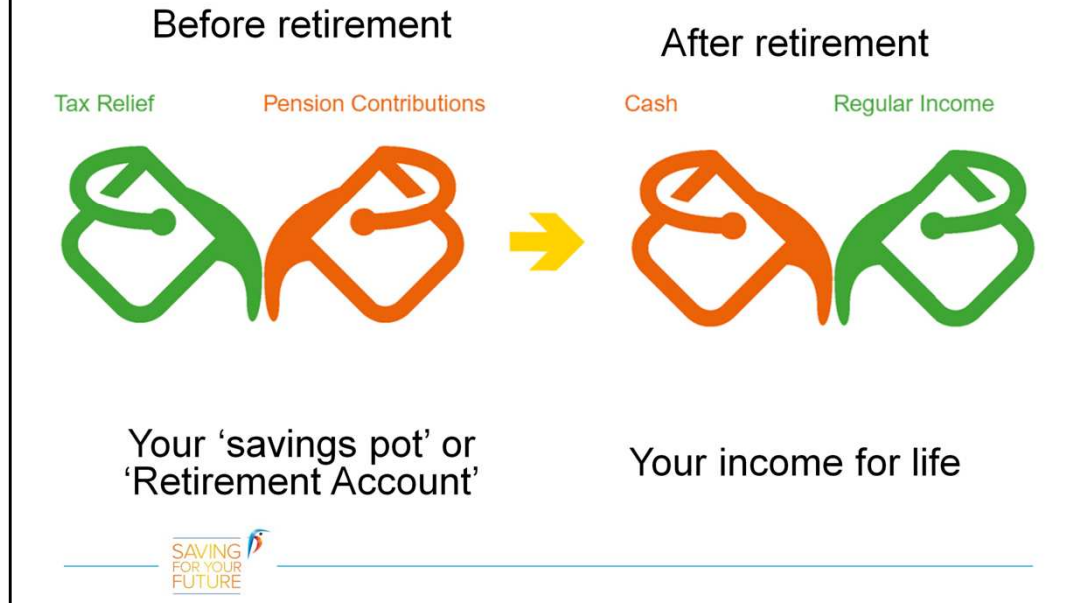 Before retirement
After retirement
Tax Relief
Pension Contributions
Cash
Regular Income
Your ‘savings pot’ or
‘Retirement Account’
Your income for life
SAVING
FOR YOUR
FUTURE